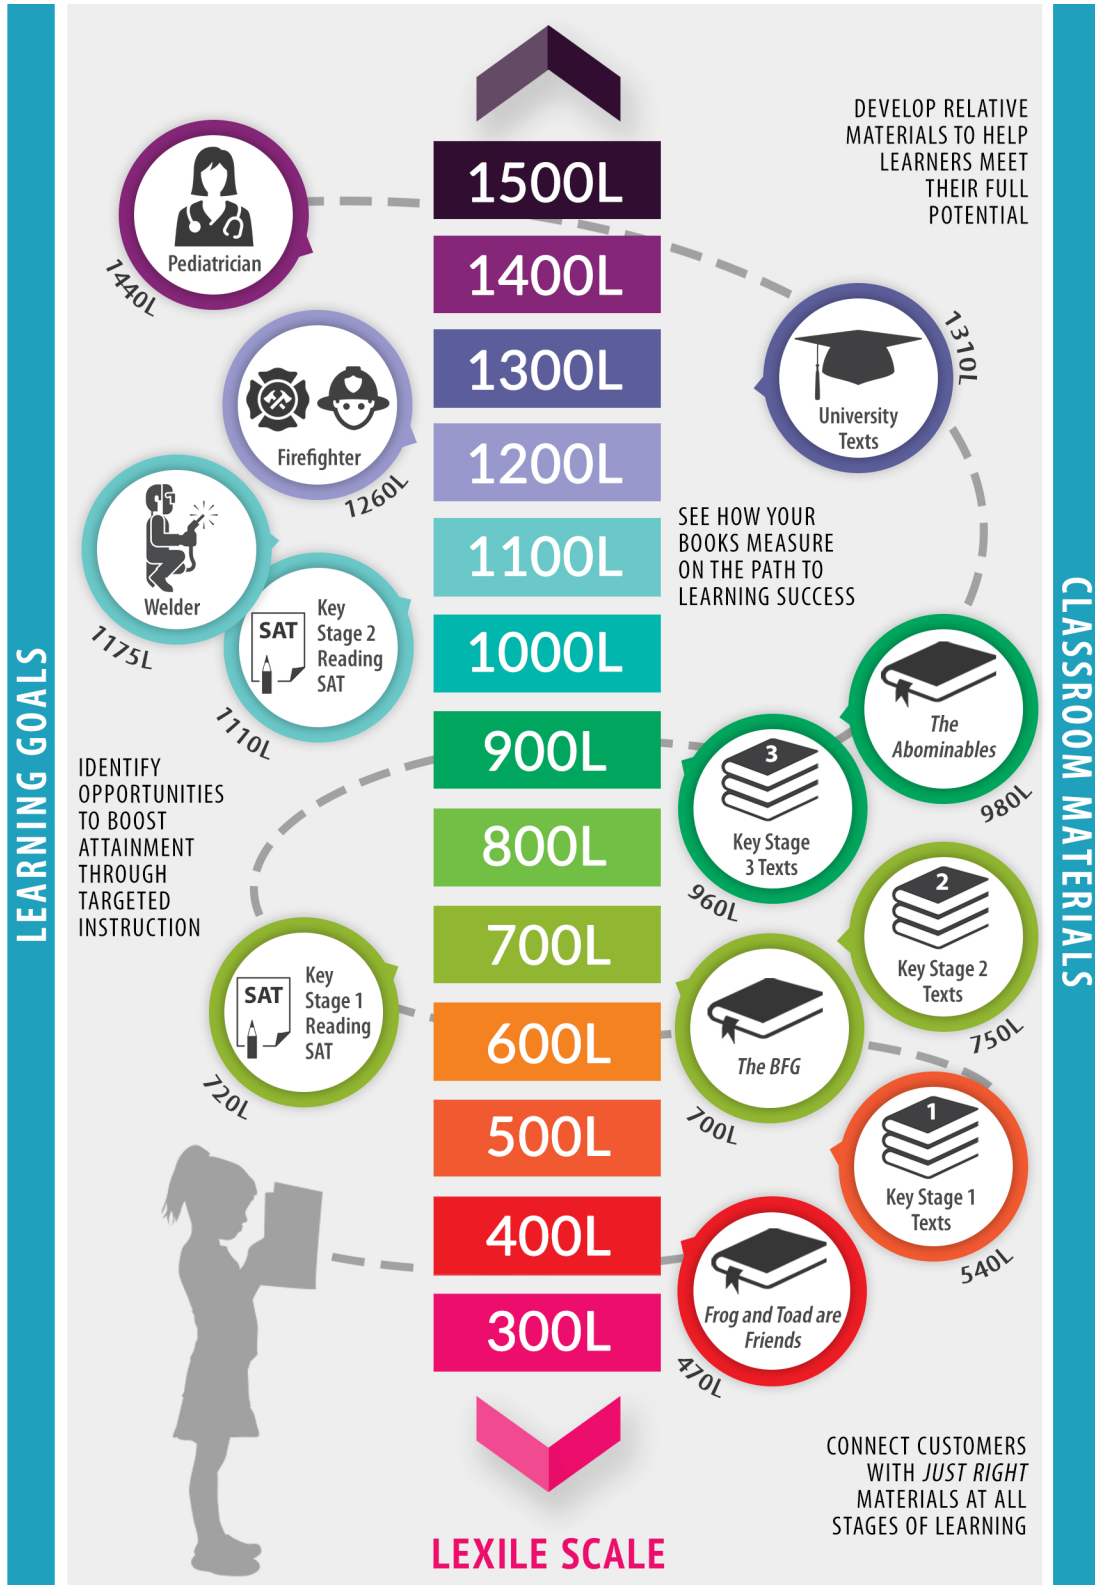 DEVELOP RELATIVE
MATERIALS TO HELP
LEARNERS MEET
THEIR FULL
POTENTIAL
1500L
Pediatrician
1440L
1400L
1310L
1300L
University
Texts
Firefighter
1260L
1200L
SEE HOW YOUR
BOOKS MEASURE
ON THE PATH TO
LEARNING SUCCESS
1100L
Welder
1175L
SAT
Key
Stage 2
Reading
SAT
1110L
1000L
The
Abominables
980L
900L
3
Key Stage
3 Texts
960L
LEARNING GOALS
CLASSROOM MATERIALS
IDENTIFY
OPPORTUNITIES
TO BOOST
ATTAINMENT
THROUGH
TARGETED
INSTRUCTION
800L
2
Key Stage 2
Texts
750L
700L
SAT
Key
Stage 1
Reading
SAT
720L
600L
The BFG
700L
500L
1
Key Stage 1
Texts
540L
400L
Frog and Toad are
Friends
470L
300L
CONNECT CUSTOMERS
WITH JUST RIGHT
MATERIALS AT ALL
STAGES OF LEARNING
LEXILE SCALE